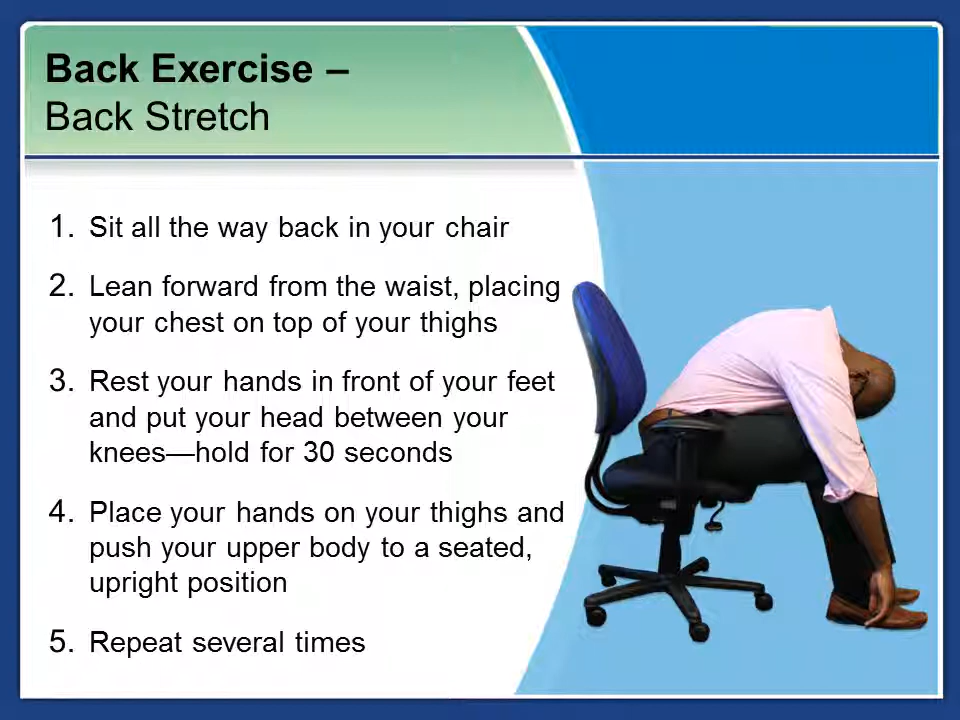 Back Exercise –
Back Stretch
1. Sit all the way back in your chair
2. Lean forward from the waist, placing
your chest on top of your thighs
3. Rest your hands in front of your feet
and put your head between your
knees—hold for 30 seconds
4. Place your hands on your thighs and
push your upper body to a seated,
upright position
5. Repeat several times